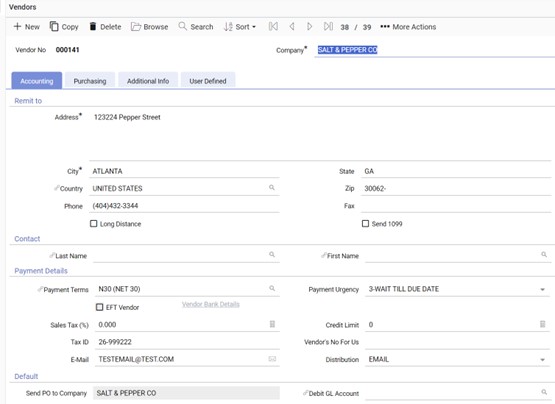 Vendors
New Copy Delete Browse Search Sort 38 / 39 More Actions
Vendor No 000141 Company* SALT & PEPPER CO
Accounting Purchasing Additional Info User Defined
Remit to
Address* 123224 Pepper Street
City* ATLANTA State GA
Country UNITED STATES Zip 30062-
Phone (404)432-3344 Fax
Long Distance Send 1099
Contact
Last Name First Name
Payment Details
Payment Terms N30 (NET 30) Payment Urgency 3-WAIT TILL DUE DATE
EFT Vendor Vendor Bank Details
Sales Tax (%) 0.000 Credit Limit 0
Tax ID 26-999222 Vendor's No For Us
E-Mail TESTEMAIL@TEST.COM Distribution EMAIL
Default
Send PO to Company SALT & PEPPER CO Debit GL Account